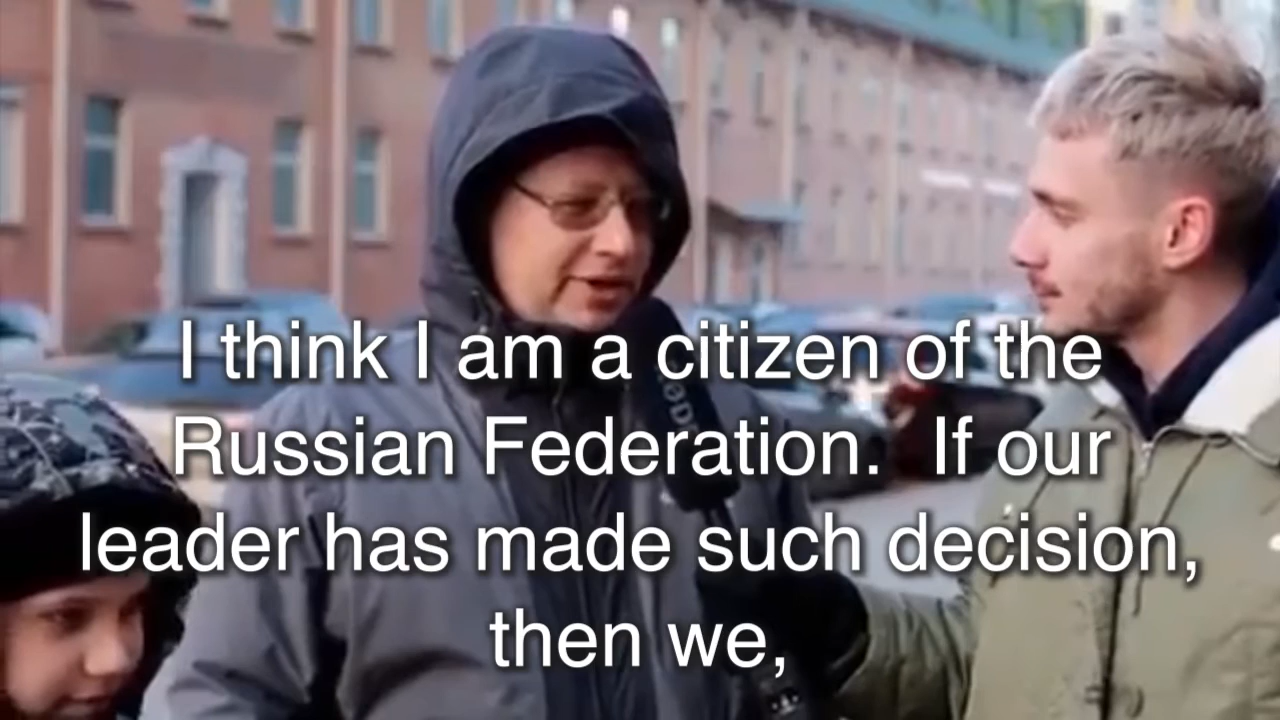 I think I am a citizen of the
Russian Federation.  If our
leader has made such decision,
then we,